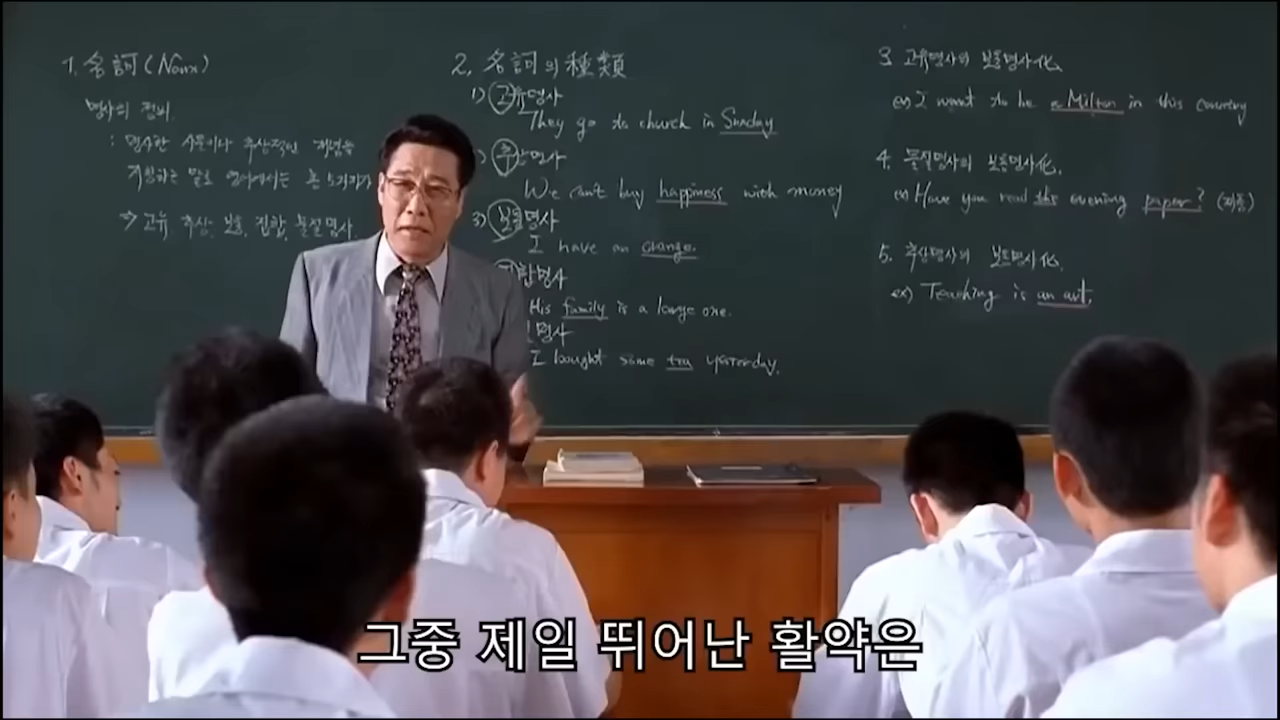 1. 名詞 (Noun)
명사의 정의
: 명사란 사물이나 추상적인 개념을
지칭하는 말로 영어에서는
⇒ 고유, 추상, 보통, 집합, 물질명사.
2. 名詞의 種類
1) 고유명사
They go to church in Sunday
추상명사
We can't buy happiness with money
3) 보통명사
I have an change.
명사
His family is a large one.
명사
I bought some tea yesterday.
3. 고유명사의 보통명사化.
ex) I want to be a Milton in this country
4. 물질명사의 보통명사化.
ex) Have you read the evening paper?
5. 추상명사의 보통명사化.
ex) Teaching is an art.
그중 제일 뛰어난 활약은